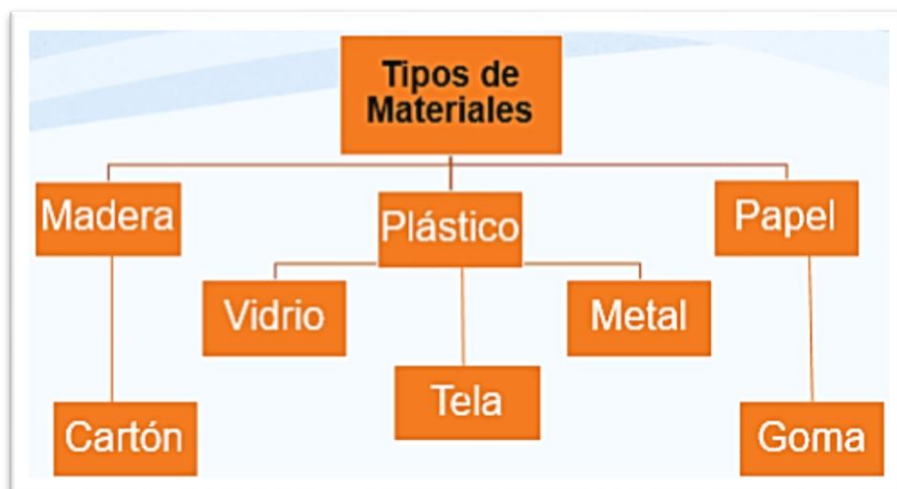 Tipos de
Materiales
Madera
Plástico
Papel
Vidrio
Metal
Tela
Cartón
Goma